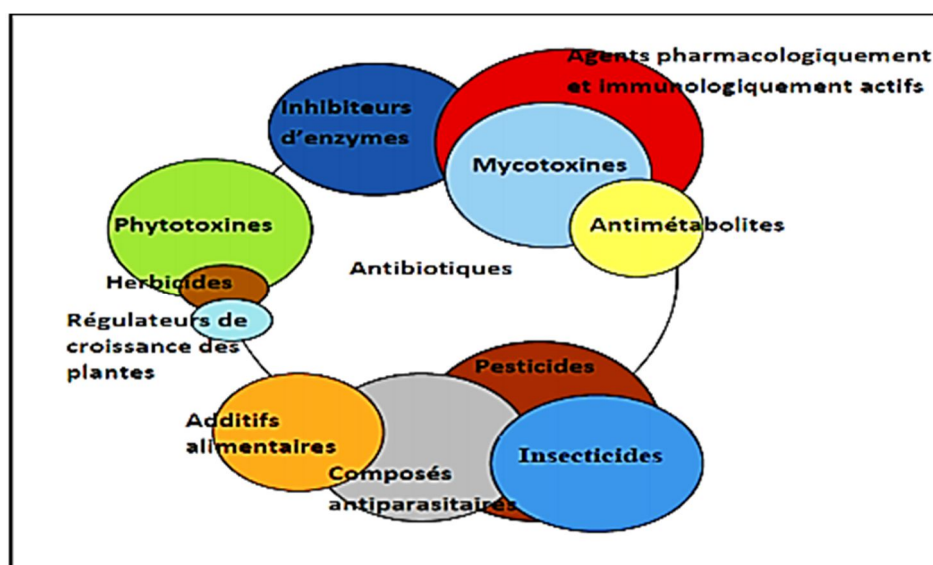 Agents pharmacologiquement
et immunologiquement actifs
Inhibiteurs
d'enzymes
Mycotoxines
Phytotoxines
Antimétabolites
Antibiotiques
Herbicides
Régulateurs de
croissance des
plantes
Pesticides
Additifs
alimentaires
Insecticides
Composés
antiparasitaires